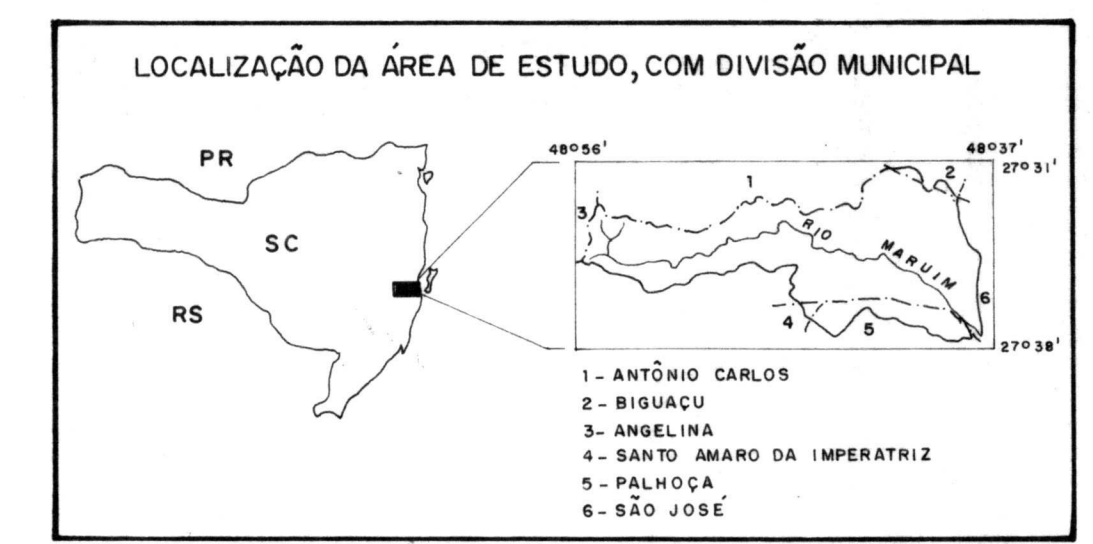 LOCALIZAÇÃO DA ÁREA DE ESTUDO, COM DIVISÃO MUNICIPAL
PR
SC
RS
48°56'
48°37'
27°31'
27°38'
1
2
3
RIO MARUIM
4
5
6
1 - ANTÔNIO CARLOS
2 - BIGUAÇU
3 - ANGELINA
4 - SANTO AMARO DA IMPERATRIZ
5 - PALHOÇA
6 - SÃO JOSÉ